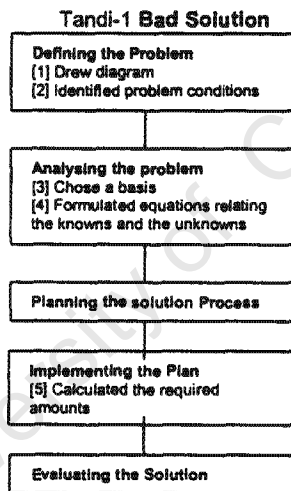 Tandi-1 Bad Solution
Defining the Problem
[1] Drew diagram
[2] Identified problem conditions
Analysing the problem
[3] Chose a basis
[4] Formulated equations relating
the knowns and the unknowns
Planning the solution Process
Implementing the Plan
[5] Calculated the required
amounts
Evaluating the Solution
ersity of C